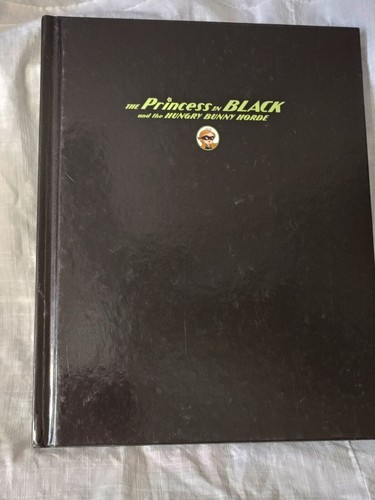 THE Princess IN BLACK
and the HUNGRY BUNNY HORDE